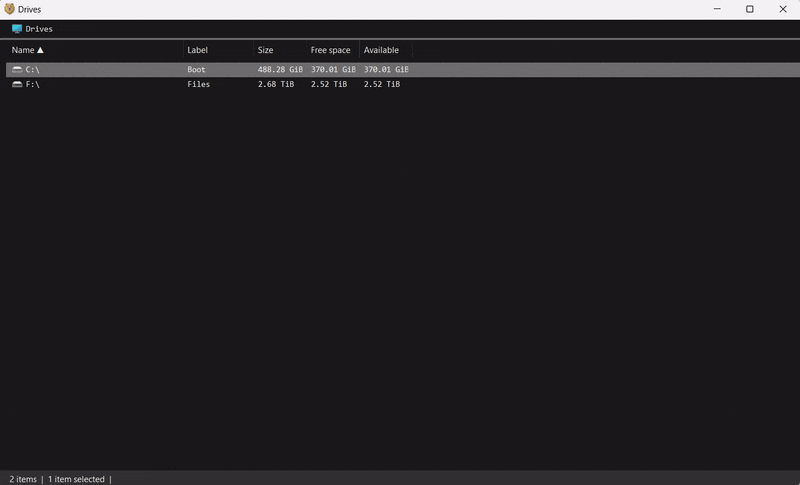 Drives
Drives
Name Label Size Free space Available
C:\ Boot 488.28 GiB 370.01 GiB 370.01 GiB
F:\ Files 2.68 TiB 2.52 TiB 2.52 TiB
2 items | 1 item selected |